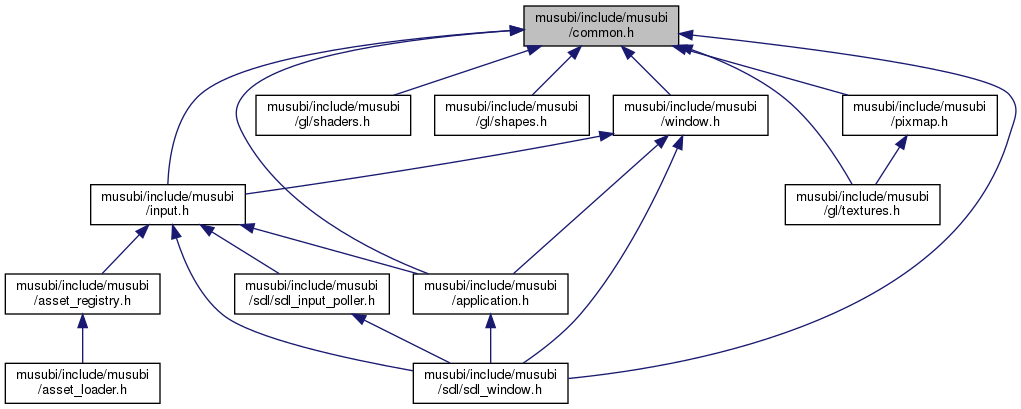 musubi/include/musubi
/common.h
musubi/include/musubi
/gl/shaders.h
musubi/include/musubi
/gl/shapes.h
musubi/include/musubi
/window.h
musubi/include/musubi
/pixmap.h
musubi/include/musubi
/input.h
musubi/include/musubi
/gl/textures.h
musubi/include/musubi
/asset_registry.h
musubi/include/musubi
/sdl/sdl_input_poller.h
musubi/include/musubi
/application.h
musubi/include/musubi
/asset_loader.h
musubi/include/musubi
/sdl/sdl_window.h